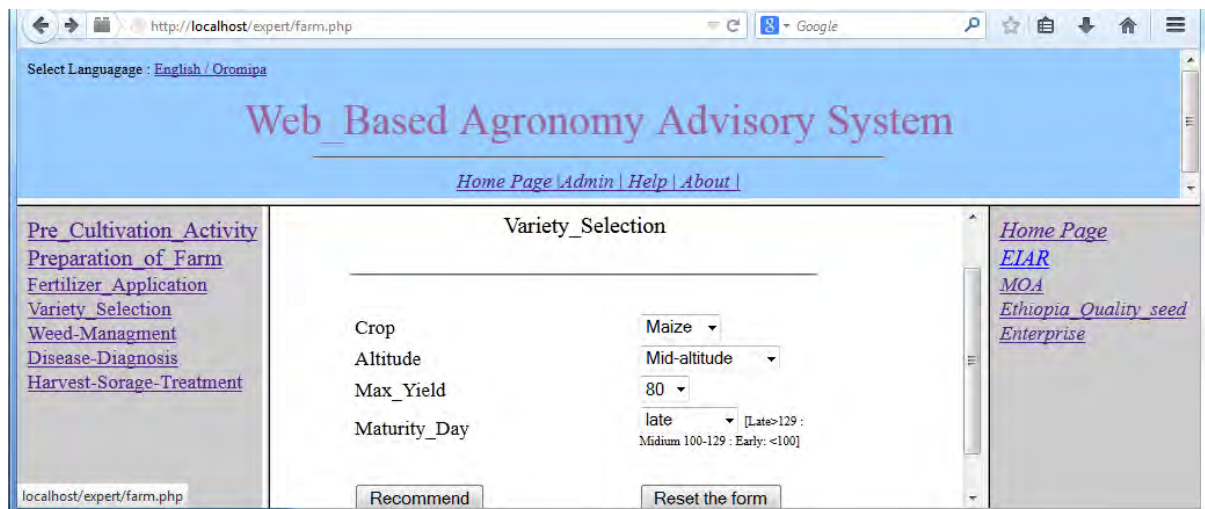 http://localhost/expert/farm.php
Google
Select Languagage : English / Oromipa
Web_Based Agronomy Advisory System
Home Page |Admin | Help | About |
Pre_Cultivation_Activity
Preparation_of_Farm
Fertilizer_Application
Variety_Selection
Weed-Managment
Disease-Diagnosis
Harvest-Sorage-Treatment
Variety_Selection
Crop Maize
Altitude Mid-altitude
Max_Yield 80
Maturity_Day late [Late>129 :
Midium 100-129 : Early: <100]
Recommend Reset the form
Home Page
EIAR
MOA
Ethiopia_Quality_seed
Enterprise
localhost/expert/farm.php